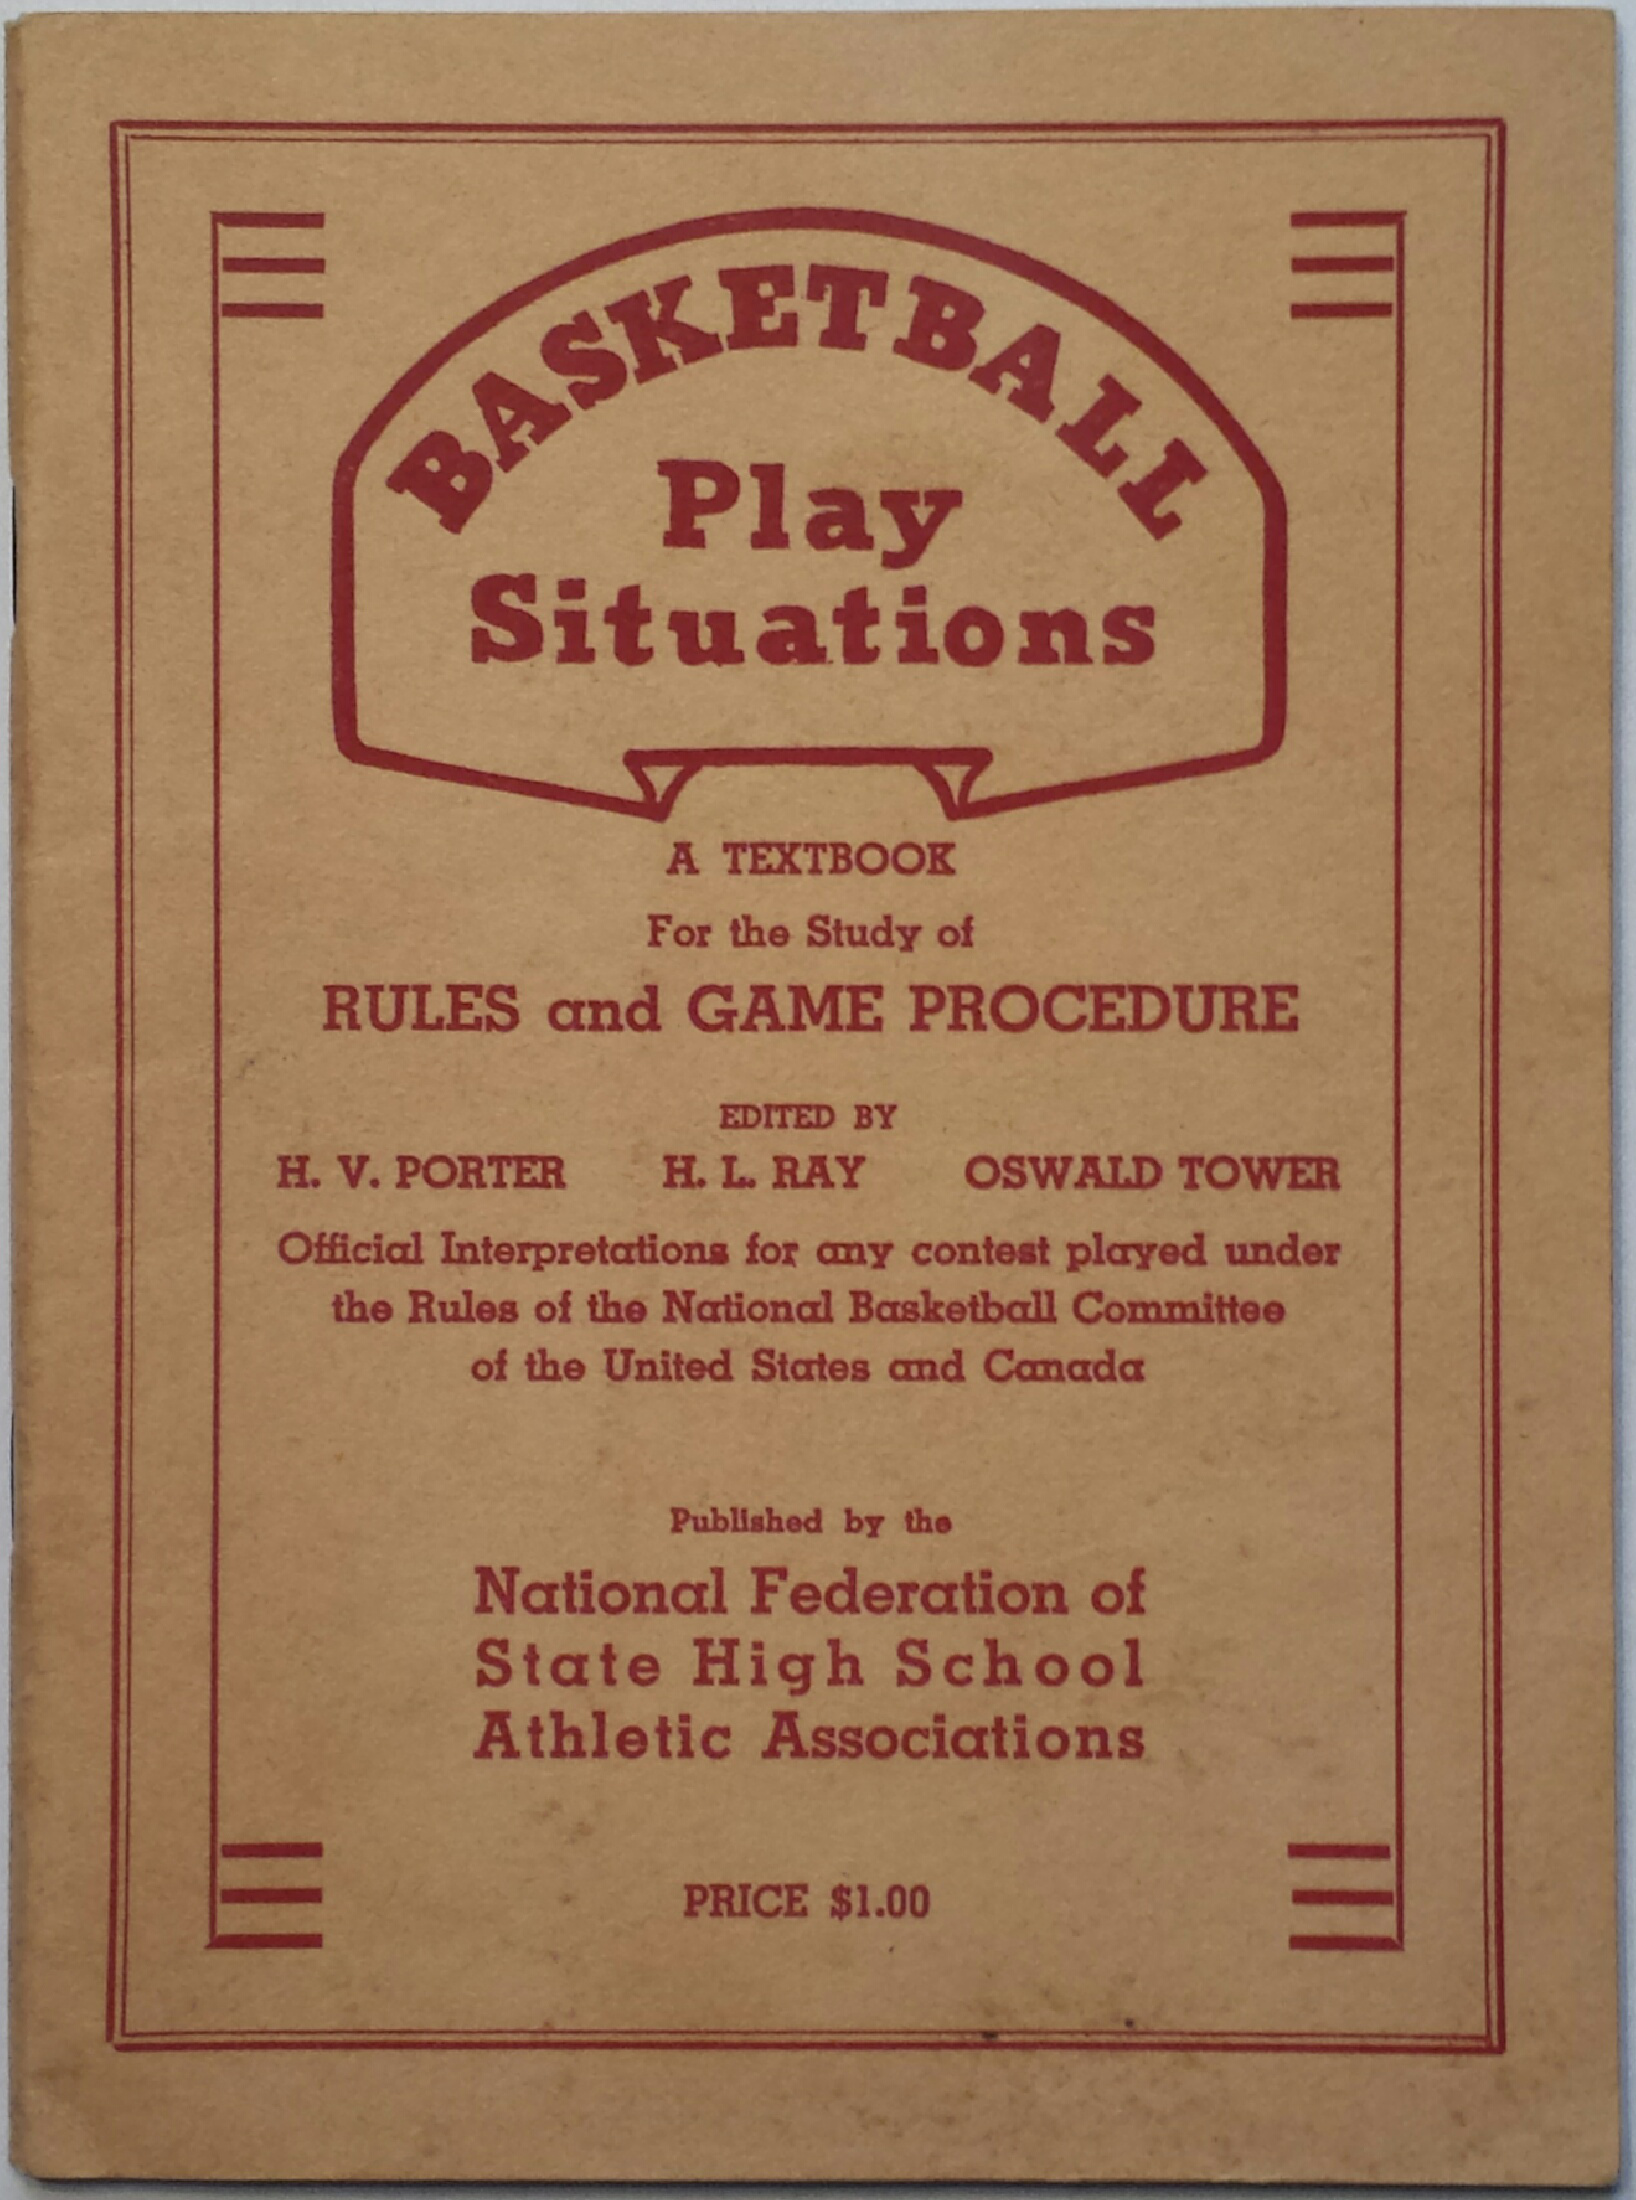 BASKETBALL
Play
Situations
A TEXTBOOK
For the Study of
RULES and GAME PROCEDURE
EDITED BY
H. V. PORTER H. L. RAY OSWALD TOWER
Official Interpretations for any contest played under
the Rules of the National Basketball Committee
of the United States and Canada
Published by the
National Federation of
State High School
Athletic Associations
PRICE $1.00